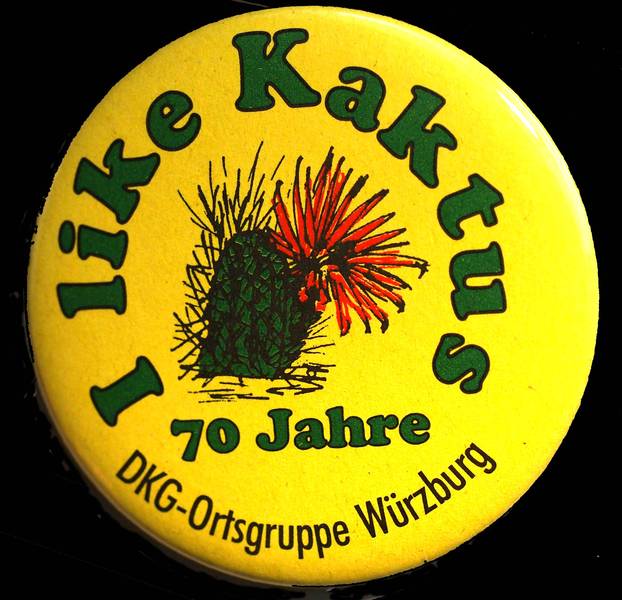 I like Kaktus
70 Jahre
DKG-Ortsgruppe Würzburg